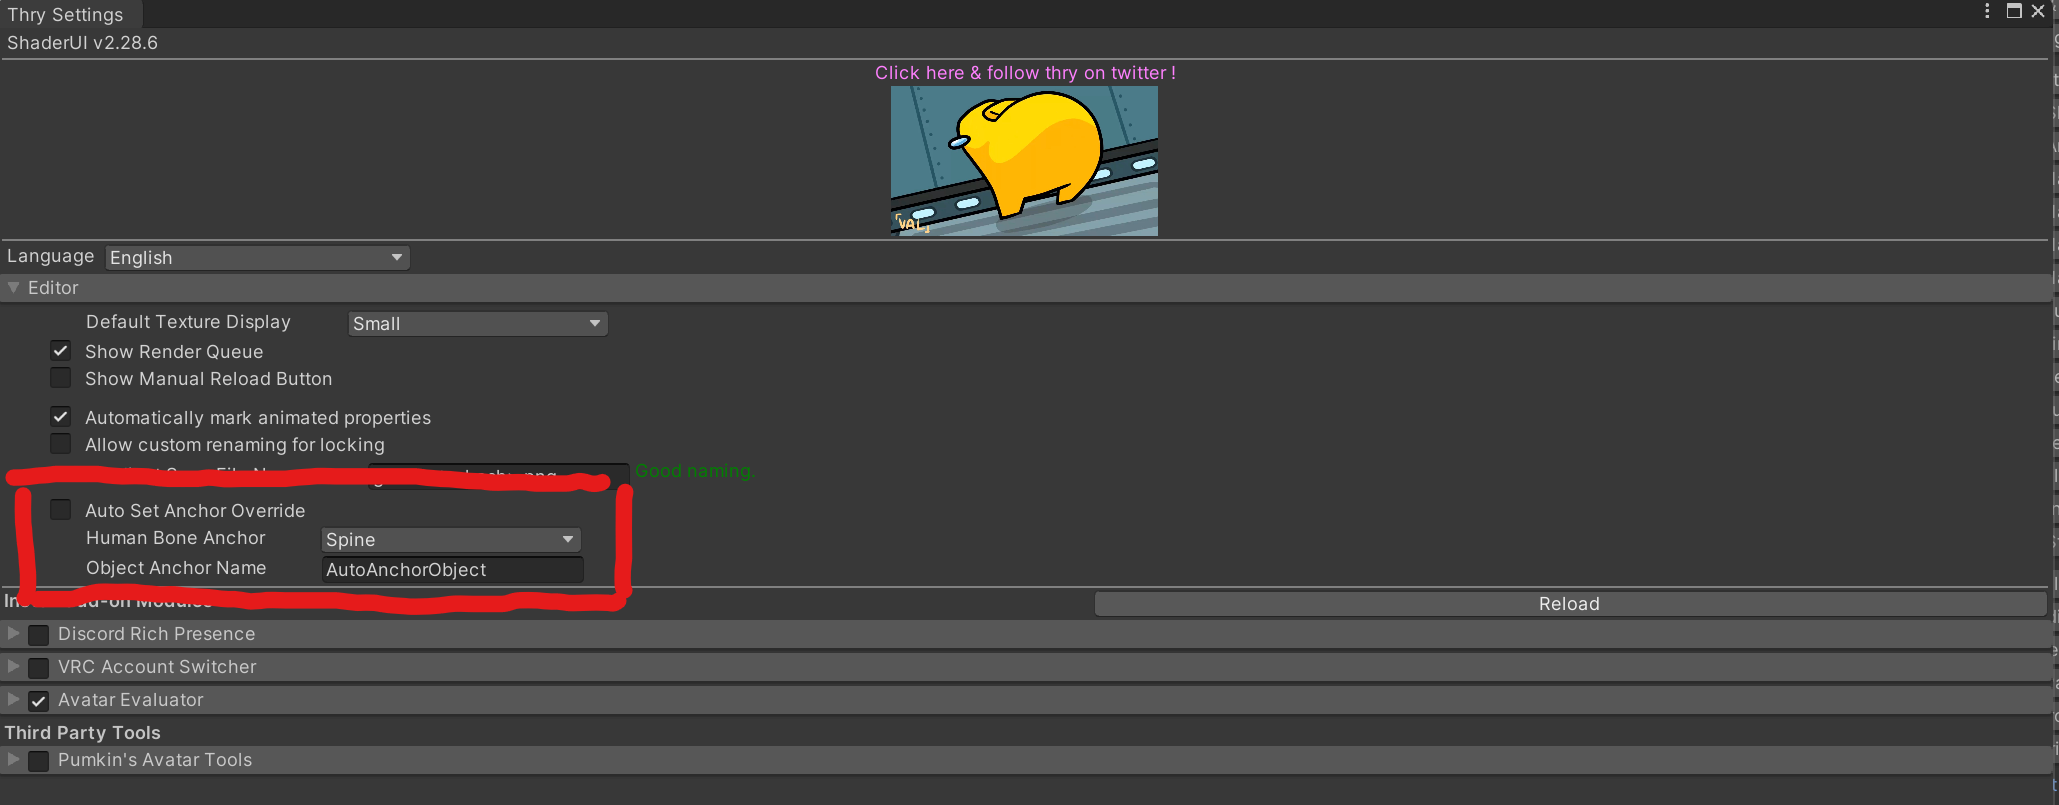 Thry Settings
ShaderUI v2.28.6
Click here & follow thry on twitter !
VAL
Language English
Editor
Default Texture Display Small
Show Render Queue
Show Manual Reload Button
Automatically mark animated properties
Allow custom renaming for locking
Good naming.
Auto Set Anchor Override
Human Bone Anchor Spine
Object Anchor Name AutoAnchorObject
Modules Reload
Discord Rich Presence
VRC Account Switcher
Avatar Evaluator
Third Party Tools
Pumkin's Avatar Tools